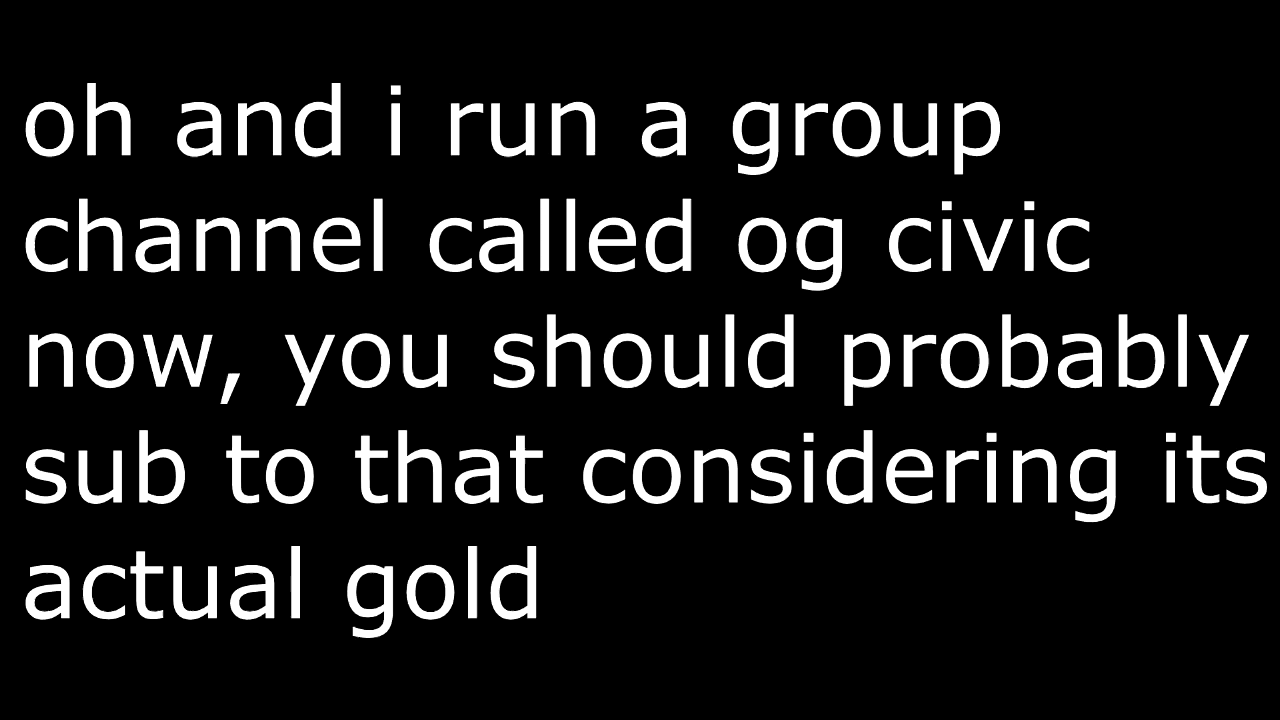 oh and i run a group
channel called og civic
now, you should probably
sub to that considering its
actual gold